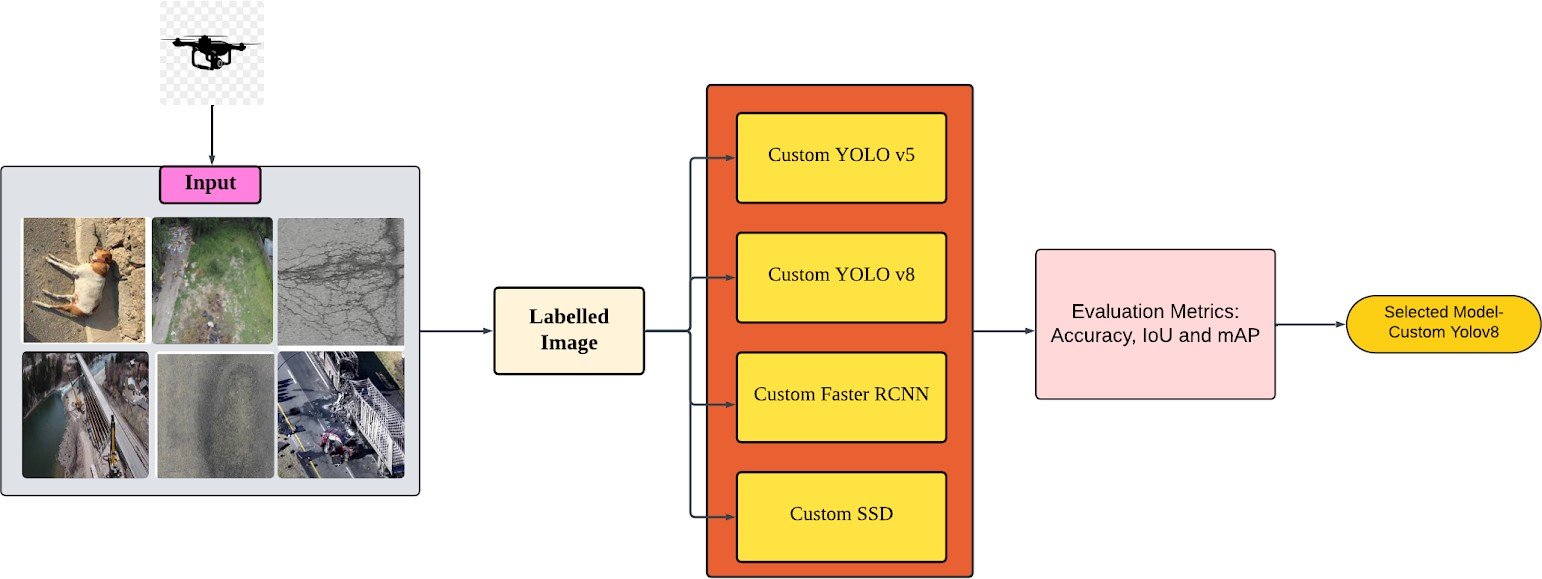 Input
Labelled
Image
Custom YOLO v5
Custom YOLO v8
Custom Faster RCNN
Custom SSD
Evaluation Metrics:
Accuracy, IoU and mAP
Selected Model-
Custom Yolov8